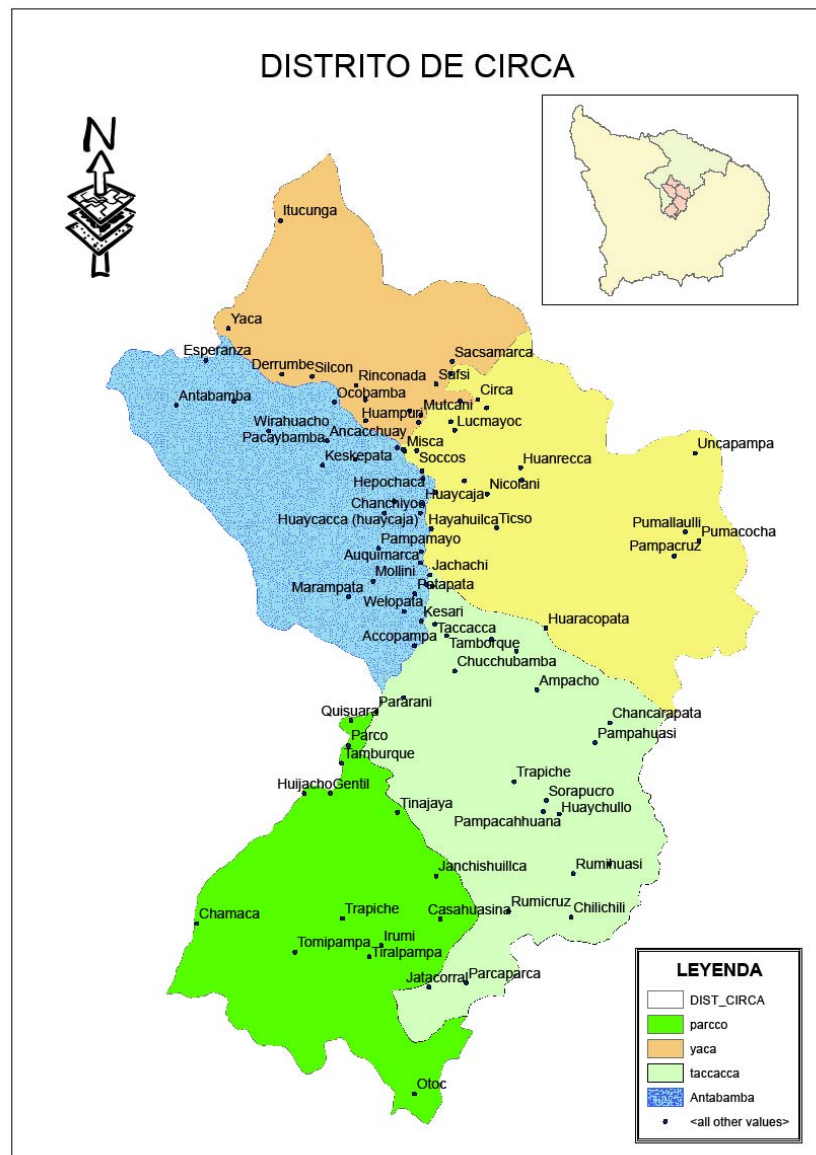 DISTRITO DE CIRCA
N
Itucunga
Yaca
Esperanza
Sacsamarca
Derrumbe
Silcon
Rinconada
Safsi
Antabamba
Ocobamba
Circa
Huampuri
Mutcani
Wirahuacho
Lucmayoc
Pacaybamba
Ancacchuay
Misca
Uncapampa
Keskepata
Soccos
Huanrecca
Hepochaca
Nicolani
Chanchiyoc
Huaycaja
Huaycacca (huaycaja)
Hayahuilca
Ticso
Pumallaulli
Pumacocha
Pampamayo
Pampacruz
Auquimarca
Jachachi
Mollini
Patapata
Marampata
Welopata
Kesari
Huaracopata
Taccacca
Accopampa
Tamborque
Chucchubamba
Ampacho
Pararani
Quisuara
Chancarapata
Parco
Pampahuasi
Tamburque
Huijacho
Gentil
Trapiche
Sorapucro
Tinajaya
Pampacahhuana
Huaychullo
Janchishuillca
Rumihuasi
Trapiche
Casahuasina
Rumicruz
Chilichili
Chamaca
Irumi
Tomipampa
Tiralpampa
Jatacorral
Parcaparca
Otoc
LEYENDA
DIST_CIRCA
parcco
yaca
taccacca
Antabamba
<all other values>